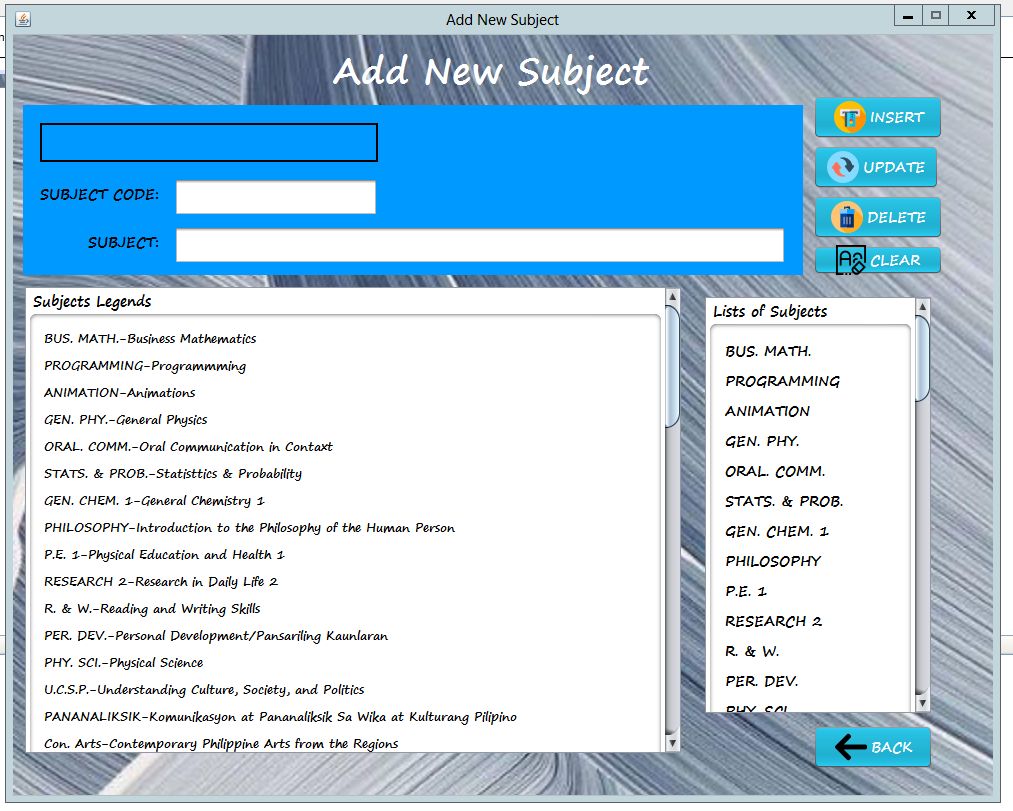 Add New Subject
Add New Subject
INSERT
UPDATE
SUBJECT CODE:
DELETE
SUBJECT:
CLEAR
Subjects Legends
BUS. MATH.-Business Mathematics
PROGRAMMING-Programmming
ANIMATION-Animations
GEN. PHY.-General Physics
ORAL. COMM.-Oral Communication in Contaxt
STATS. & PROB.-Statisttics & Probability
GEN. CHEM. 1-General Chemistry 1
PHILOSOPHY-Introduction to the Philosophy of the Human Person
P.E. 1-Physical Education and Health 1
RESEARCH 2-Research in Daily Life 2
R. & W.-Reading and Writing Skills
PER. DEV.-Personal Development/Pansariling Kaunlaran
PHY. SCI.-Physical Science
U.C.S.P.-Understanding Culture, Society, and Politics
PANANALIKSIK-Komunikasyon at Pananaliksik Sa Wika at Kulturang Pilipino
Con. Arts-Contemporary Philippine Arts from the Regions
Lists of Subjects
BUS. MATH.
PROGRAMMING
ANIMATION
GEN. PHY.
ORAL. COMM.
STATS. & PROB.
GEN. CHEM. 1
PHILOSOPHY
P.E. 1
RESEARCH 2
R. & W.
PER. DEV.
PHY. SCI.
BACK